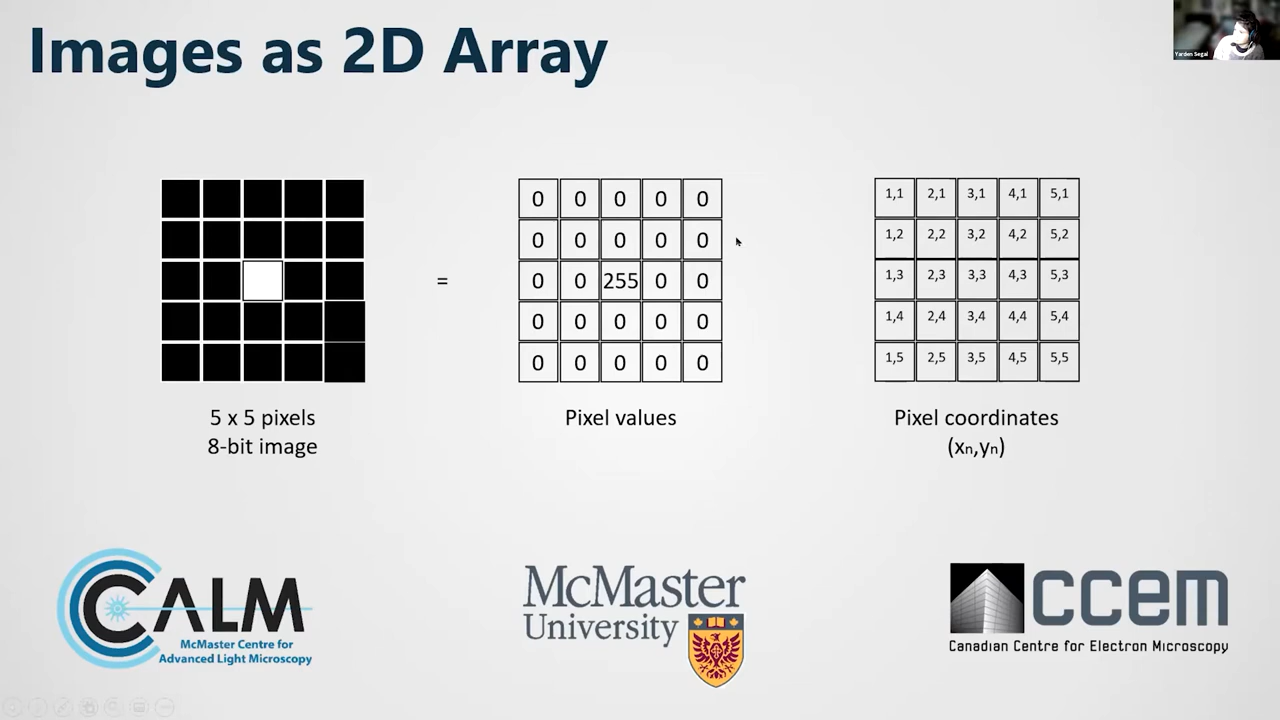 Images as 2D Array
Yarden Segal
=
0 0 0 0 0
0 0 0 0 0
0 0 255 0 0
0 0 0 0 0
0 0 0 0 0
1,1 2,1 3,1 4,1 5,1
1,2 2,2 3,2 4,2 5,2
1,3 2,3 3,3 4,3 5,3
1,4 2,4 3,4 4,4 5,4
1,5 2,5 3,5 4,5 5,5
5 x 5 pixels
8-bit image
Pixel values
Pixel coordinates
(xn,yn)
CALM
McMaster Centre for
Advanced Light Microscopy
McMaster
University
ccem
Canadian Centre for Electron Microscopy